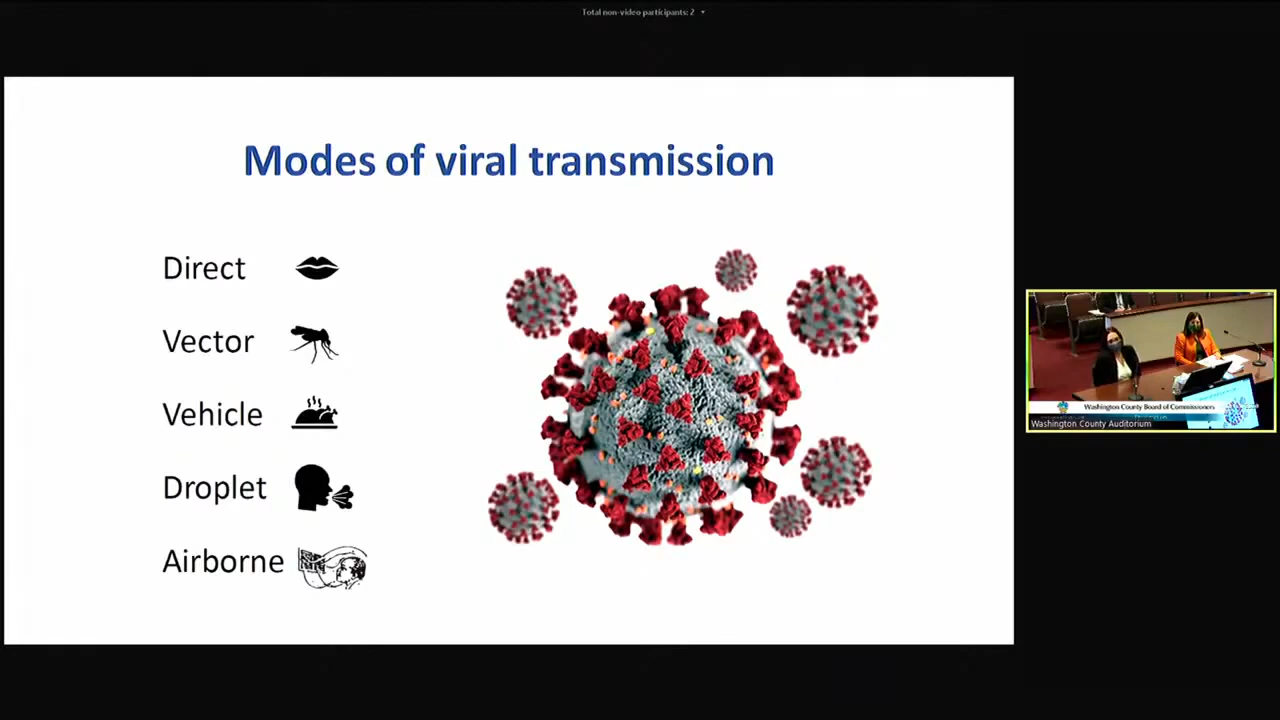 Total non-video participants: 2
Modes of viral transmission
Direct
Vector
Vehicle
Droplet
Airborne
Washington County Board of Commissioners
Washington County Auditorium